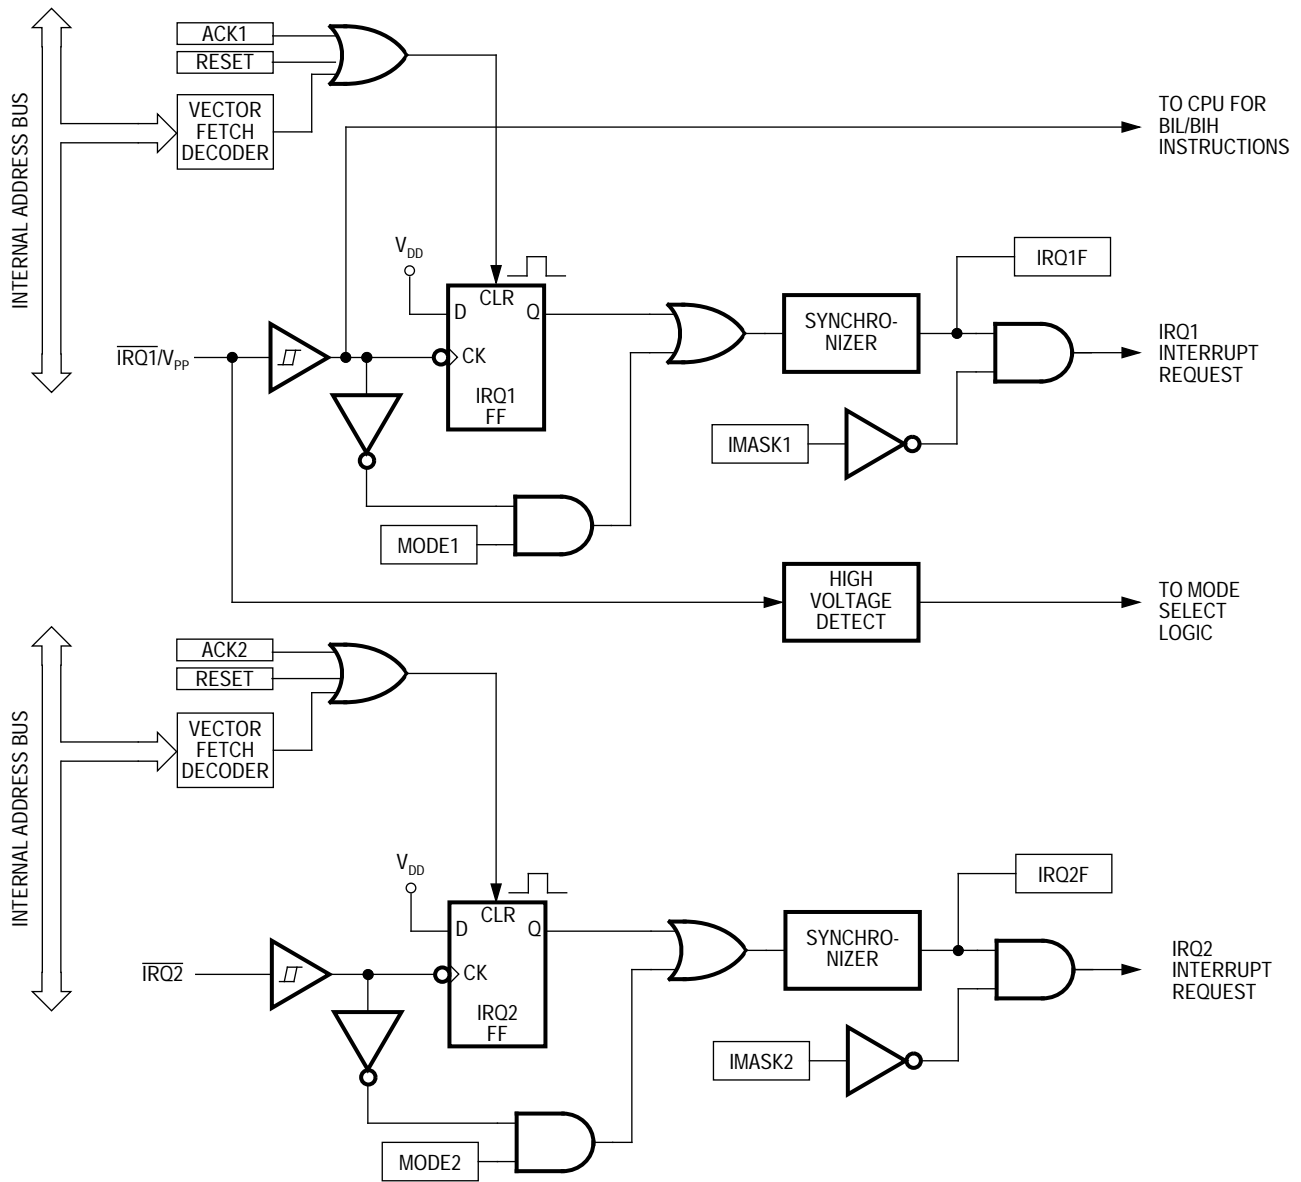 INTERNAL ADDRESS BUS
ACK1
RESET
VECTOR
FETCH
DECODER
TO CPU FOR
BIL/BIH
INSTRUCTIONS
VDD
CLR
D
Q
CK
IRQ1
FF
IRQ1/VPP
SYNCHRO-
NIZER
IRQ1F
IRQ1
INTERRUPT
REQUEST
IMASK1
MODE1
HIGH
VOLTAGE
DETECT
TO MODE
SELECT
LOGIC
INTERNAL ADDRESS BUS
ACK2
RESET
VECTOR
FETCH
DECODER
VDD
CLR
D
Q
CK
IRQ2
FF
IRQ2
SYNCHRO-
NIZER
IRQ2F
IRQ2
INTERRUPT
REQUEST
IMASK2
MODE2